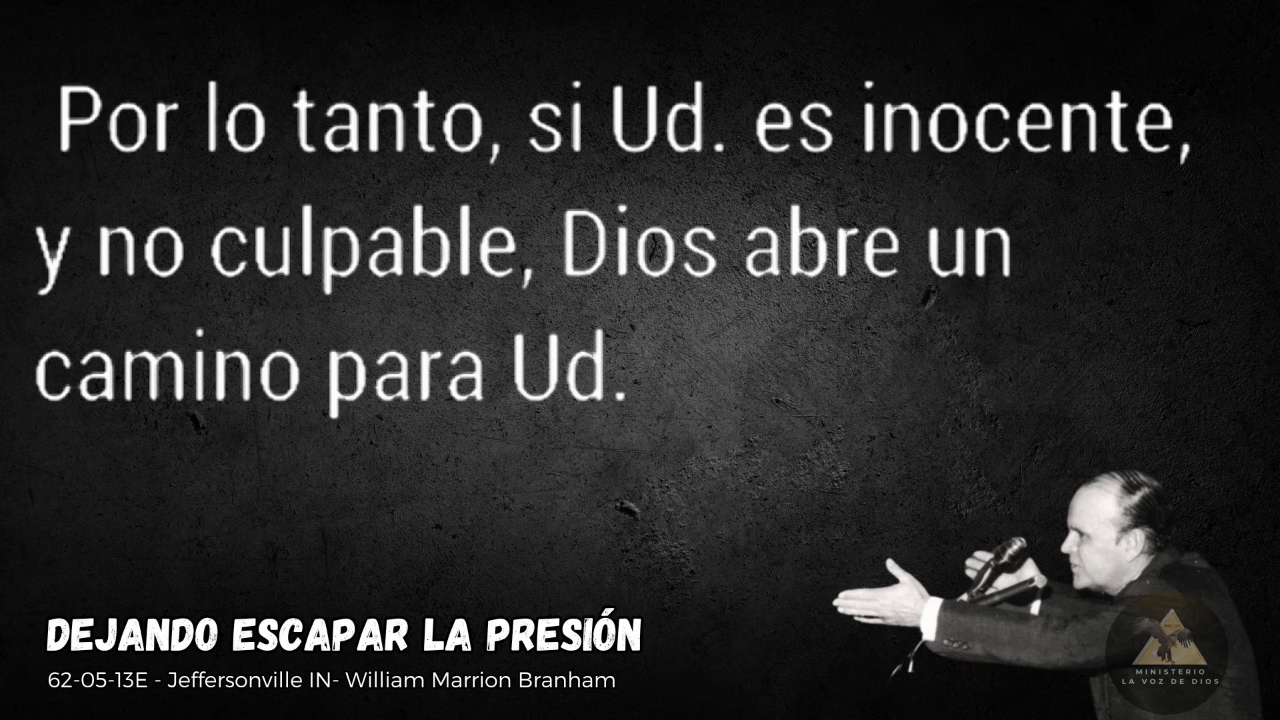 Por lo tanto, si Ud. es inocente,
y no culpable, Dios abre un
camino para Ud.
DEJANDO ESCAPAR LA PRESIÓN
62-05-13E - Jeffersonville IN- William Marrion Branham
MINISTERIO
LA VOZ DE DIOS